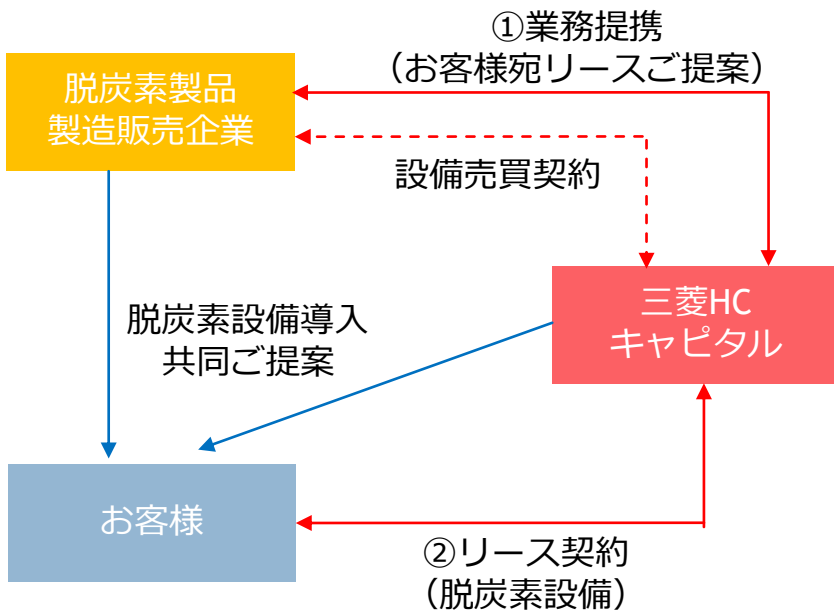 ①業務提携
（お客様宛リースご提案）
脱炭素製品
製造販売企業
設備売買契約
三菱HC
キャピタル
脱炭素設備導入
共同ご提案
お客様
②リース契約
（脱炭素設備）